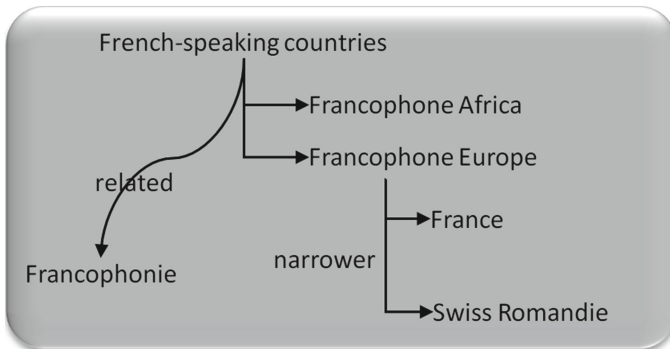 French-speaking countries
Francophone Africa
Francophone Europe
related
France
narrower
Francophonie
Swiss Romandie